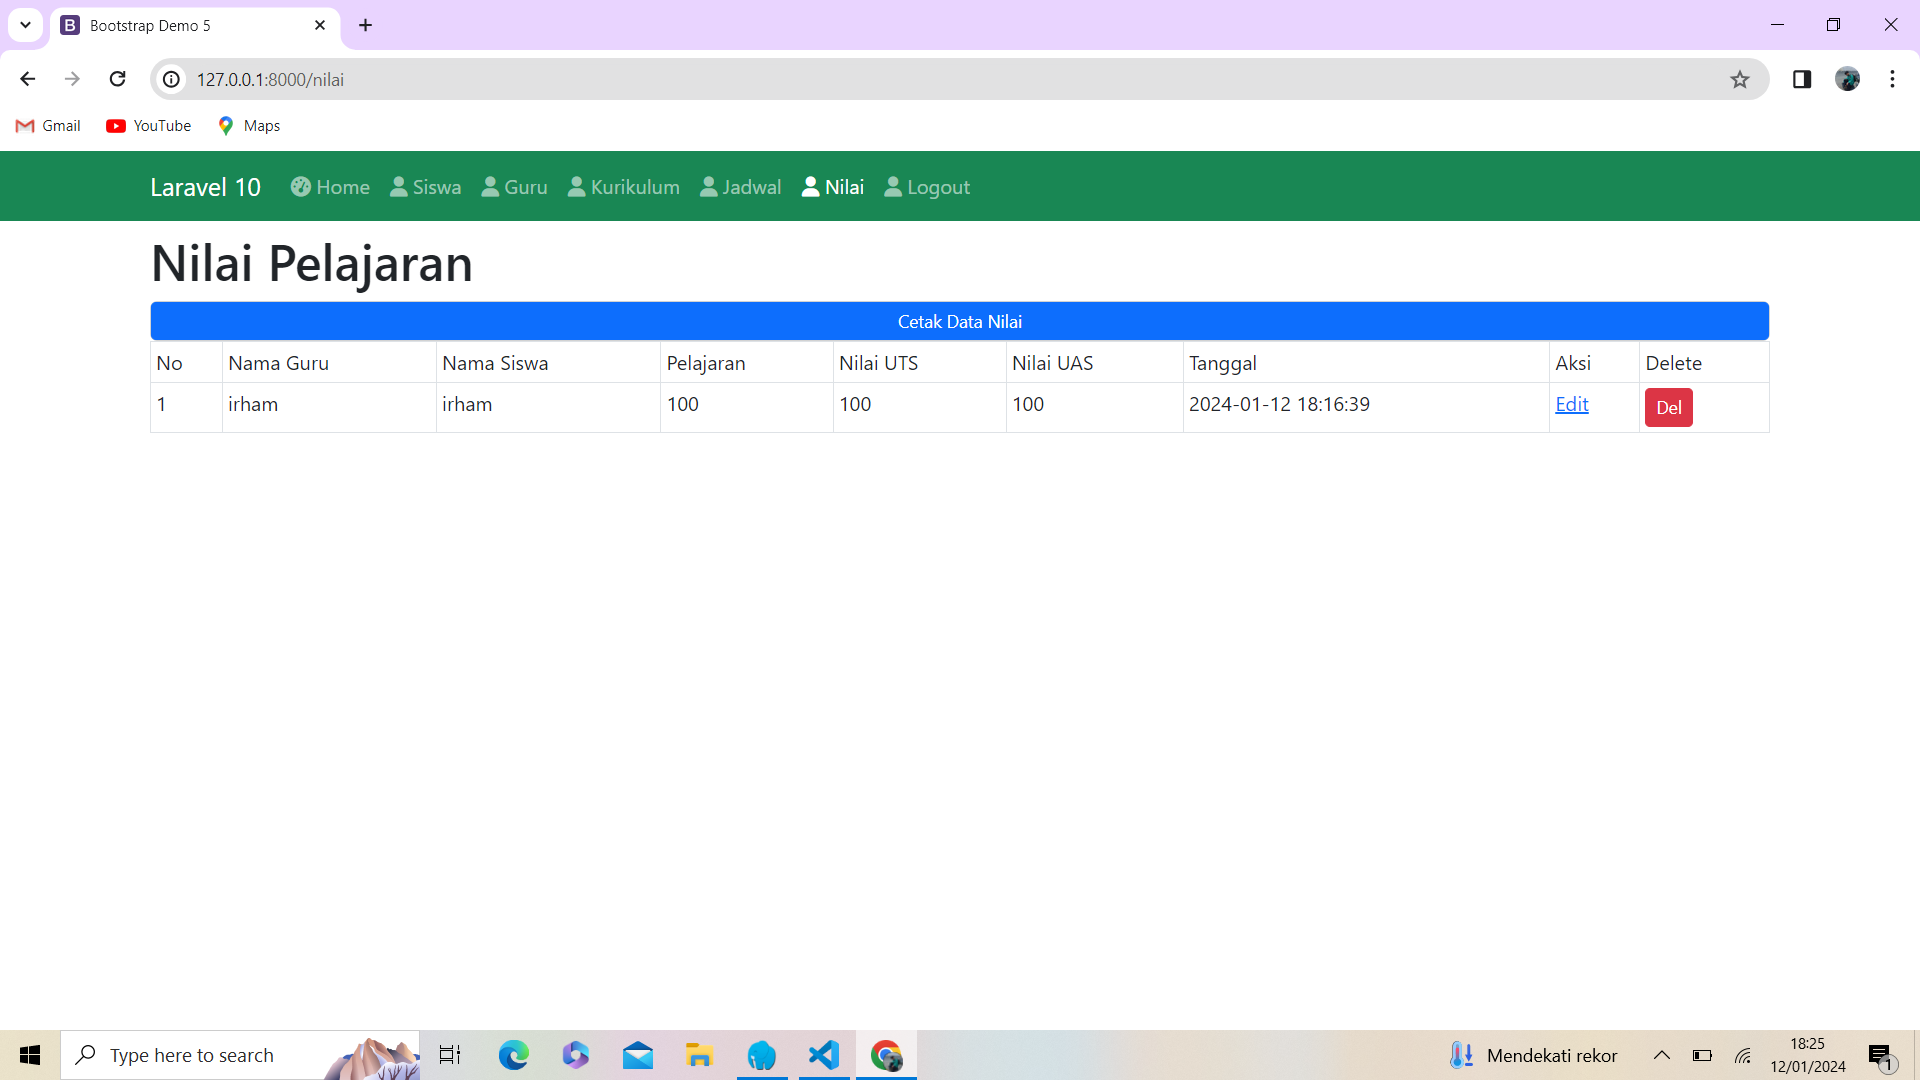 Bootstrap Demo 5
127.0.0.1:8000/nilai
Gmail YouTube Maps
Laravel 10 Home Siswa Guru Kurikulum Jadwal Nilai Logout
Nilai Pelajaran
Cetak Data Nilai
No Nama Guru Nama Siswa Pelajaran Nilai UTS Nilai UAS Tanggal Aksi Delete
1 irham irham 100 100 100 2024-01-12 18:16:39 Edit Del
Type here to search
Mendekati rekor
18:25
12/01/2024
1